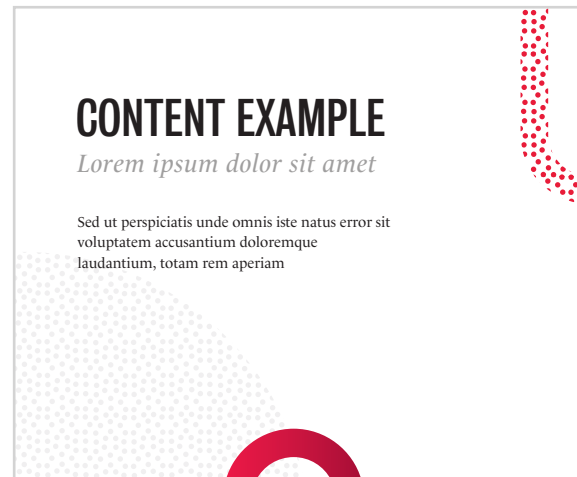 CONTENT EXAMPLE
Lorem ipsum dolor sit amet
Sed ut perspiciatis unde omnis iste natus error sit
voluptatem accusantium doloremque
laudantium, totam rem aperiam